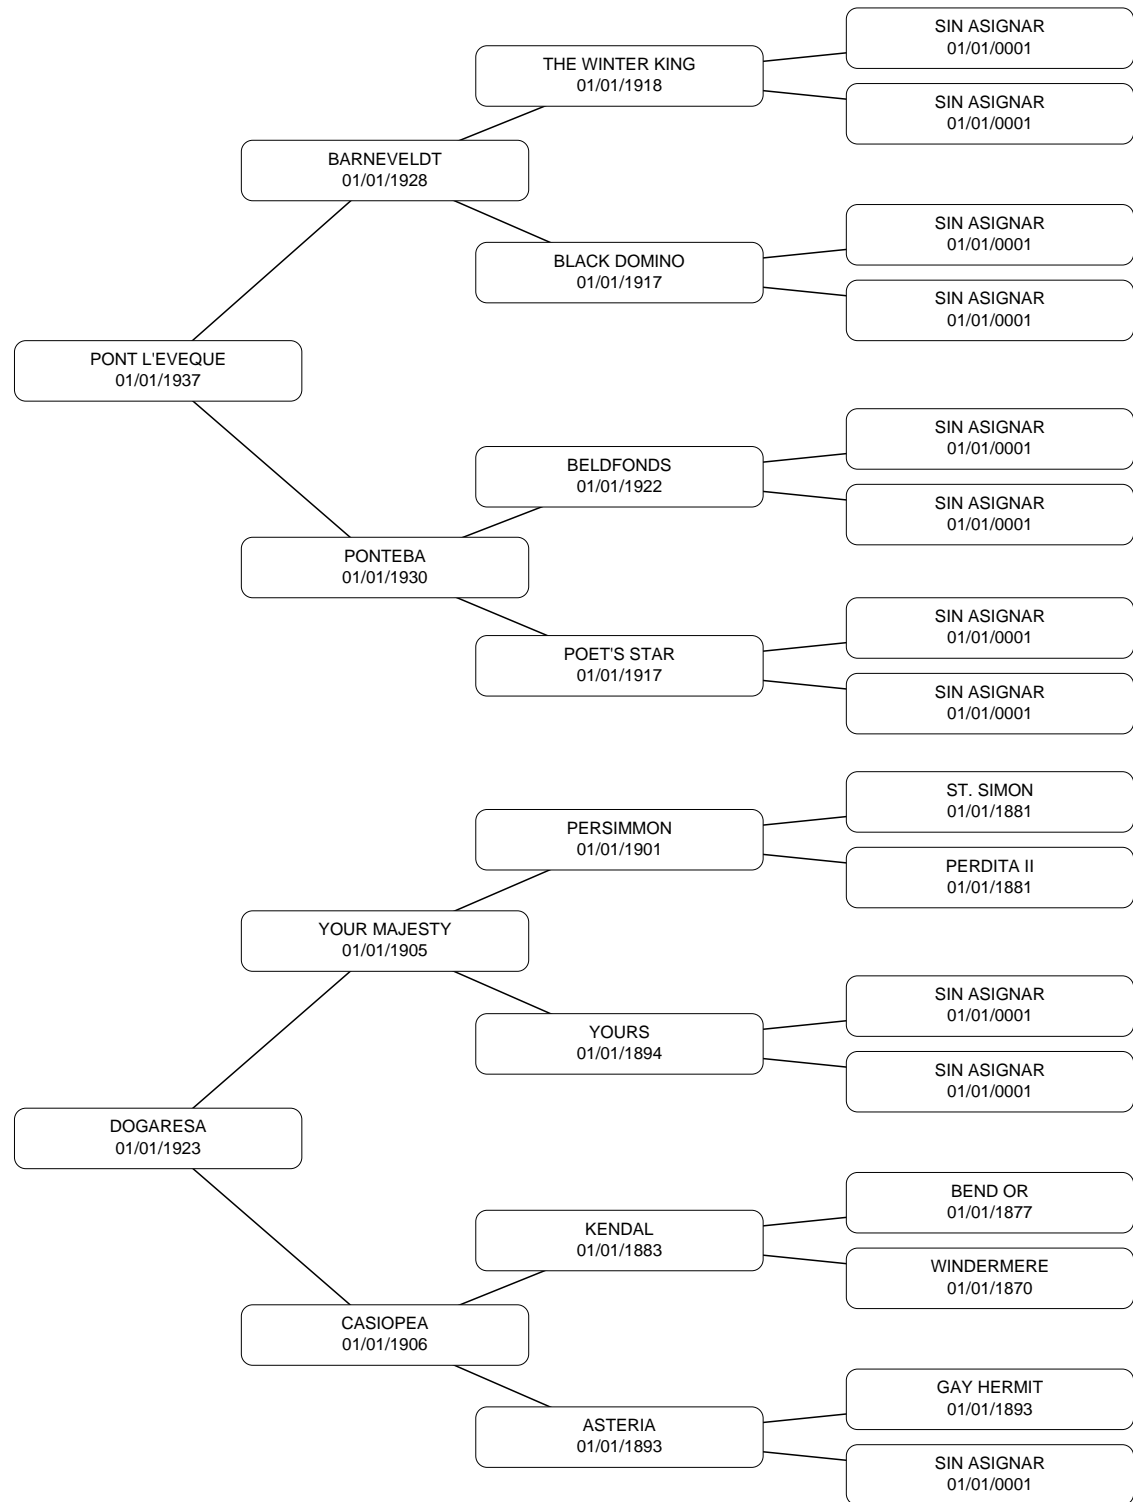 SIN ASIGNAR
01/01/0001
THE WINTER KING
01/01/1918
SIN ASIGNAR
01/01/0001
BARNEVELDT
01/01/1928
SIN ASIGNAR
01/01/0001
BLACK DOMINO
01/01/1917
SIN ASIGNAR
01/01/0001
PONT L'EVEQUE
01/01/1937
SIN ASIGNAR
01/01/0001
BELDFONDS
01/01/1922
SIN ASIGNAR
01/01/0001
PONTEBA
01/01/1930
SIN ASIGNAR
01/01/0001
POET'S STAR
01/01/1917
SIN ASIGNAR
01/01/0001
ST. SIMON
01/01/1881
PERSIMMON
01/01/1901
PERDITA II
01/01/1881
YOUR MAJESTY
01/01/1905
SIN ASIGNAR
01/01/0001
YOURS
01/01/1894
SIN ASIGNAR
01/01/0001
DOGARESA
01/01/1923
BEND OR
01/01/1877
KENDAL
01/01/1883
WINDERMERE
01/01/1870
CASIOPEA
01/01/1906
GAY HERMIT
01/01/1893
ASTERIA
01/01/1893
SIN ASIGNAR
01/01/0001